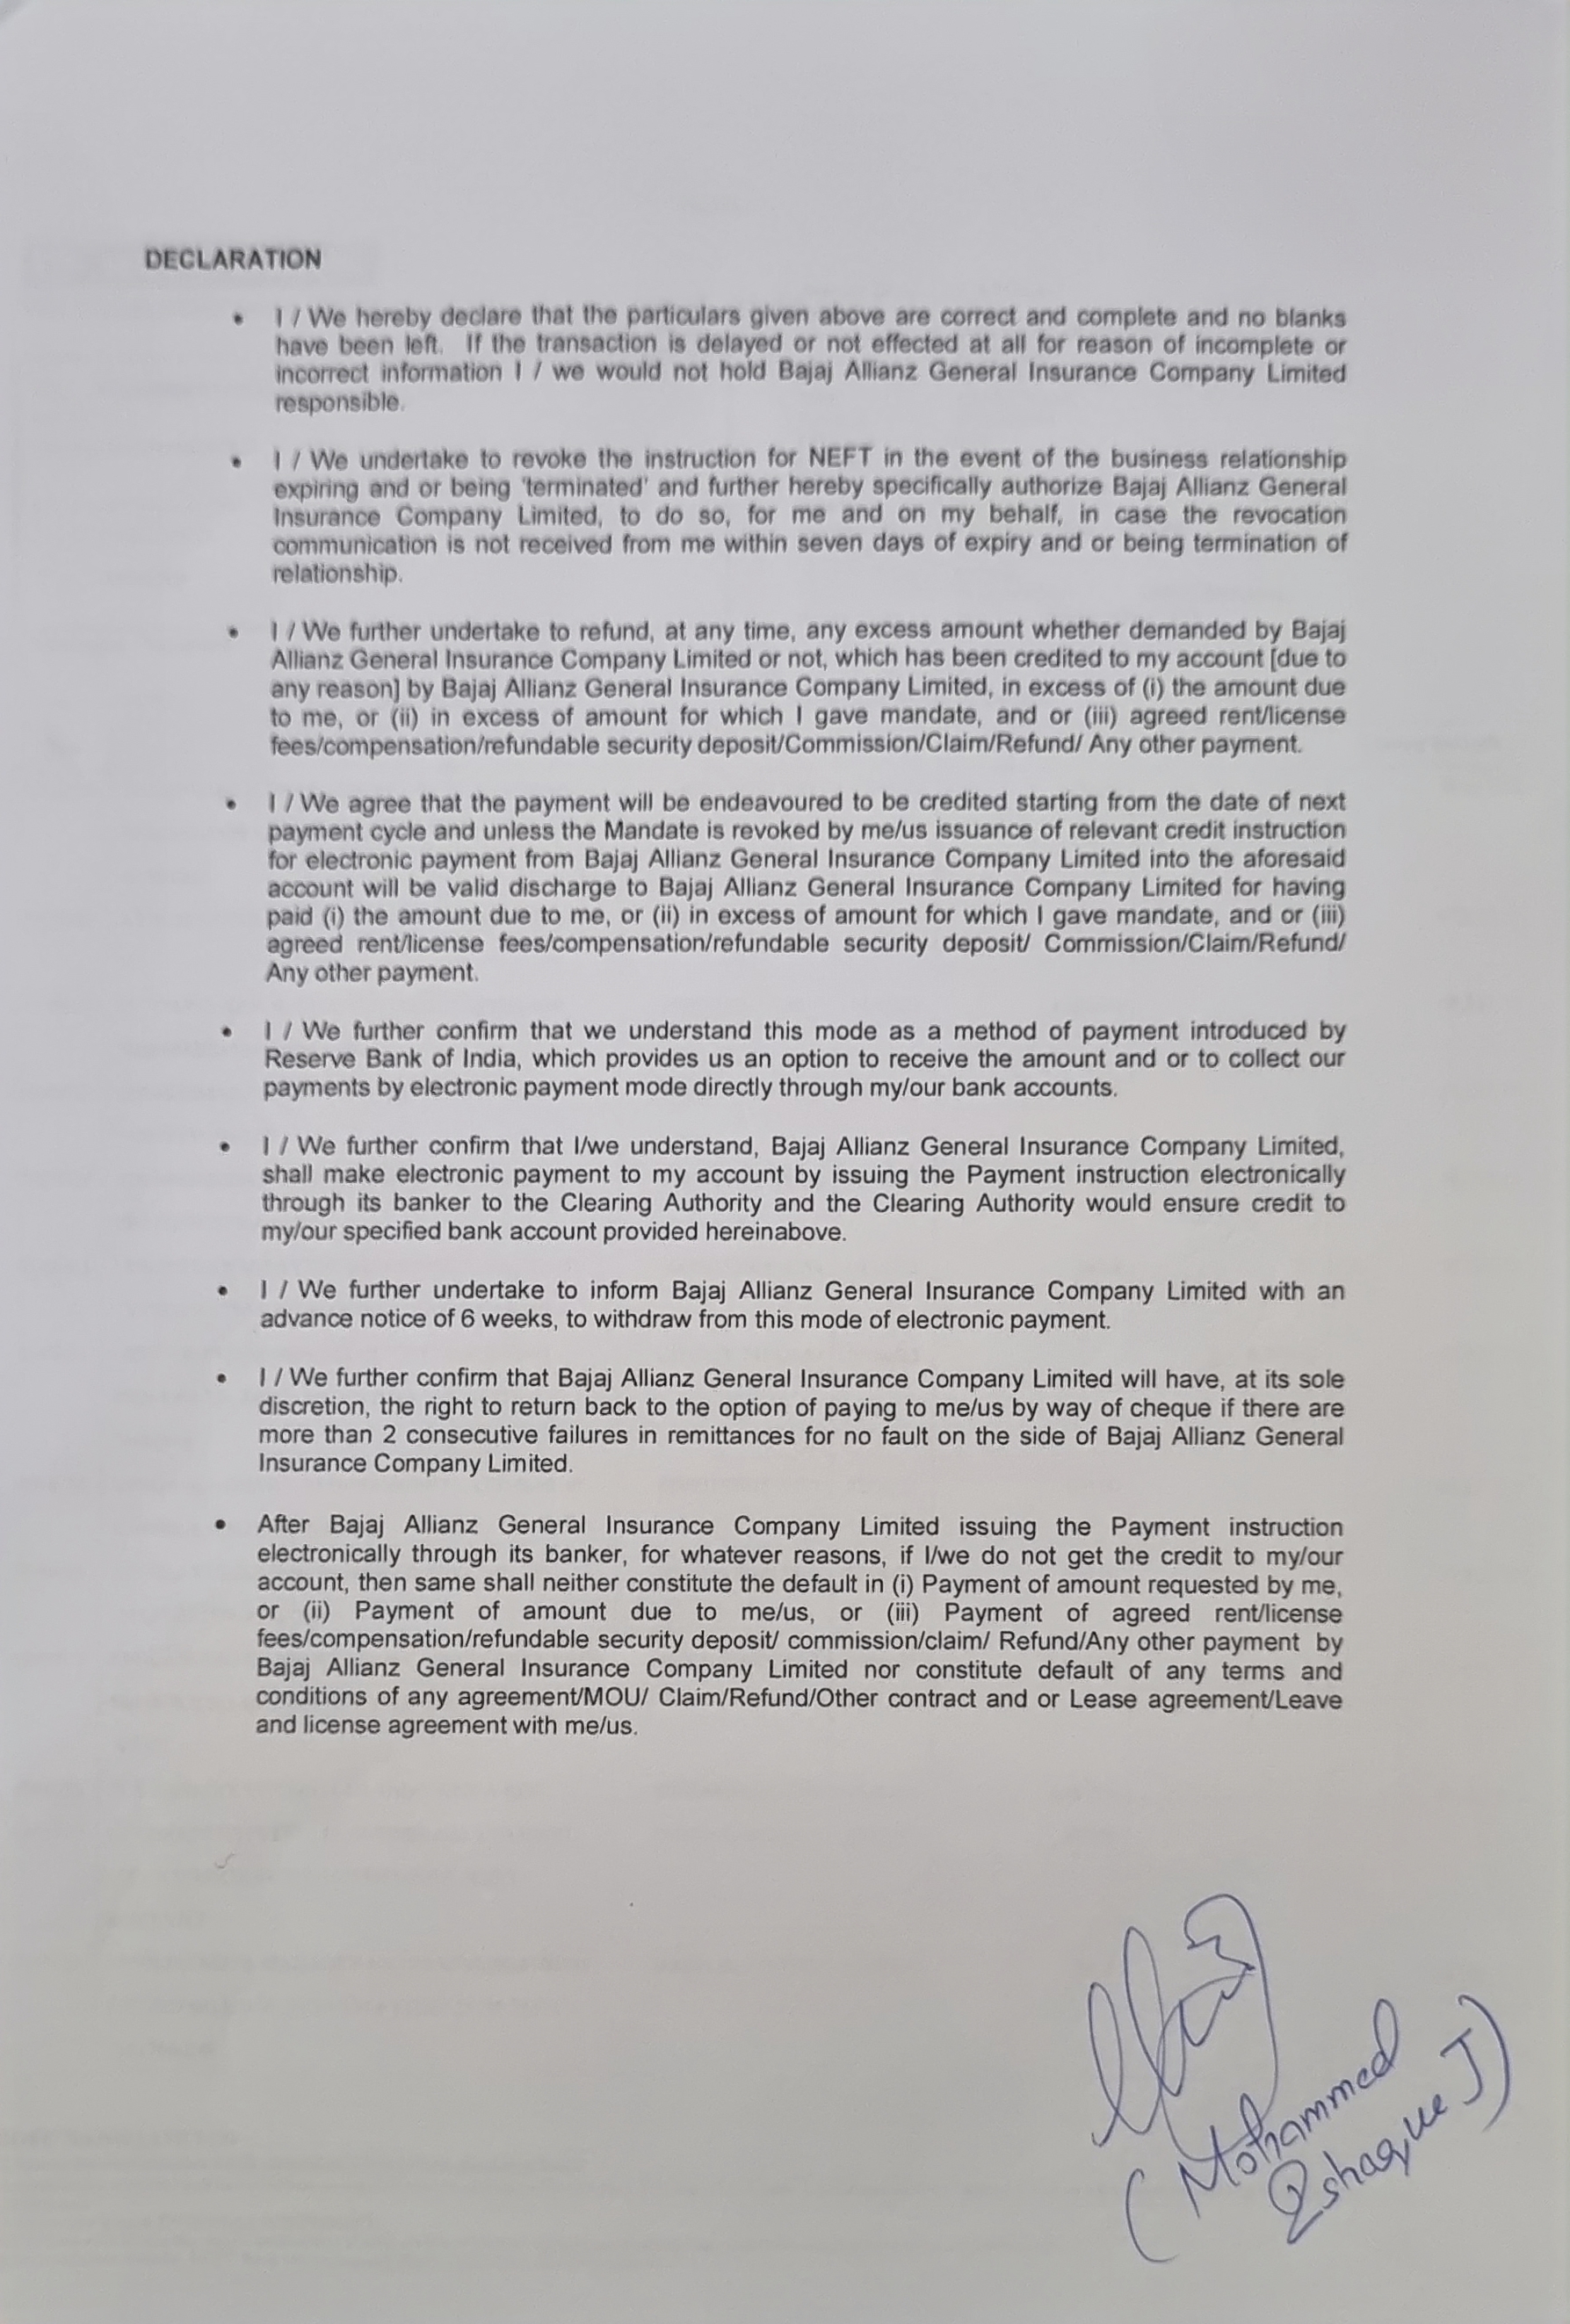 DECLARATION
• I / We hereby declare that the particulars given above are correct and complete and no blanks
have been left. If the transaction is delayed or not effected at all for reason of incomplete or
incorrect information I / we would not hold Bajaj Allianz General Insurance Company Limited
responsible.
• I / We undertake to revoke the instruction for NEFT in the event of the business relationship
expiring and or being 'terminated' and further hereby specifically authorize Bajaj Allianz General
Insurance Company Limited, to do so, for me and on my behalf, in case the revocation
communication is not received from me within seven days of expiry and or being termination of
relationship.
• I / We further undertake to refund, at any time, any excess amount whether demanded by Bajaj
Allianz General Insurance Company Limited or not, which has been credited to my account [due to
any reason] by Bajaj Allianz General Insurance Company Limited, in excess of (i) the amount due
to me, or (ii) in excess of amount for which I gave mandate, and or (iii) agreed rent/license
fees/compensation/refundable security deposit/Commission/Claim/Refund/ Any other payment.
• I / We agree that the payment will be endeavoured to be credited starting from the date of next
payment cycle and unless the Mandate is revoked by me/us issuance of relevant credit instruction
for electronic payment from Bajaj Allianz General Insurance Company Limited into the aforesaid
account will be valid discharge to Bajaj Allianz General Insurance Company Limited for having
paid (i) the amount due to me, or (ii) in excess of amount for which I gave mandate, and or (iii)
agreed rent/license fees/compensation/refundable security deposit/ Commission/Claim/Refund/
Any other payment.
• I / We further confirm that we understand this mode as a method of payment introduced by
Reserve Bank of India, which provides us an option to receive the amount and or to collect our
payments by electronic payment mode directly through my/our bank accounts.
• I / We further confirm that I/we understand, Bajaj Allianz General Insurance Company Limited,
shall make electronic payment to my account by issuing the Payment instruction electronically
through its banker to the Clearing Authority and the Clearing Authority would ensure credit to
my/our specified bank account provided hereinabove.
• I / We further undertake to inform Bajaj Allianz General Insurance Company Limited with an
advance notice of 6 weeks, to withdraw from this mode of electronic payment.
• I / We further confirm that Bajaj Allianz General Insurance Company Limited will have, at its sole
discretion, the right to return back to the option of paying to me/us by way of cheque if there are
more than 2 consecutive failures in remittances for no fault on the side of Bajaj Allianz General
Insurance Company Limited.
• After Bajaj Allianz General Insurance Company Limited issuing the Payment instruction
electronically through its banker, for whatever reasons, if I/we do not get the credit to my/our
account, then same shall neither constitute the default in (i) Payment of amount requested by me,
or (ii) Payment of amount due to me/us, or (iii) Payment of agreed rent/license
fees/compensation/refundable security deposit/ commission/claim/ Refund/Any other payment by
Bajaj Allianz General Insurance Company Limited nor constitute default of any terms and
conditions of any agreement/MOU/ Claim/Refund/Other contract and or Lease agreement/Leave
and license agreement with me/us.
(Mohammed
Ishaque J)